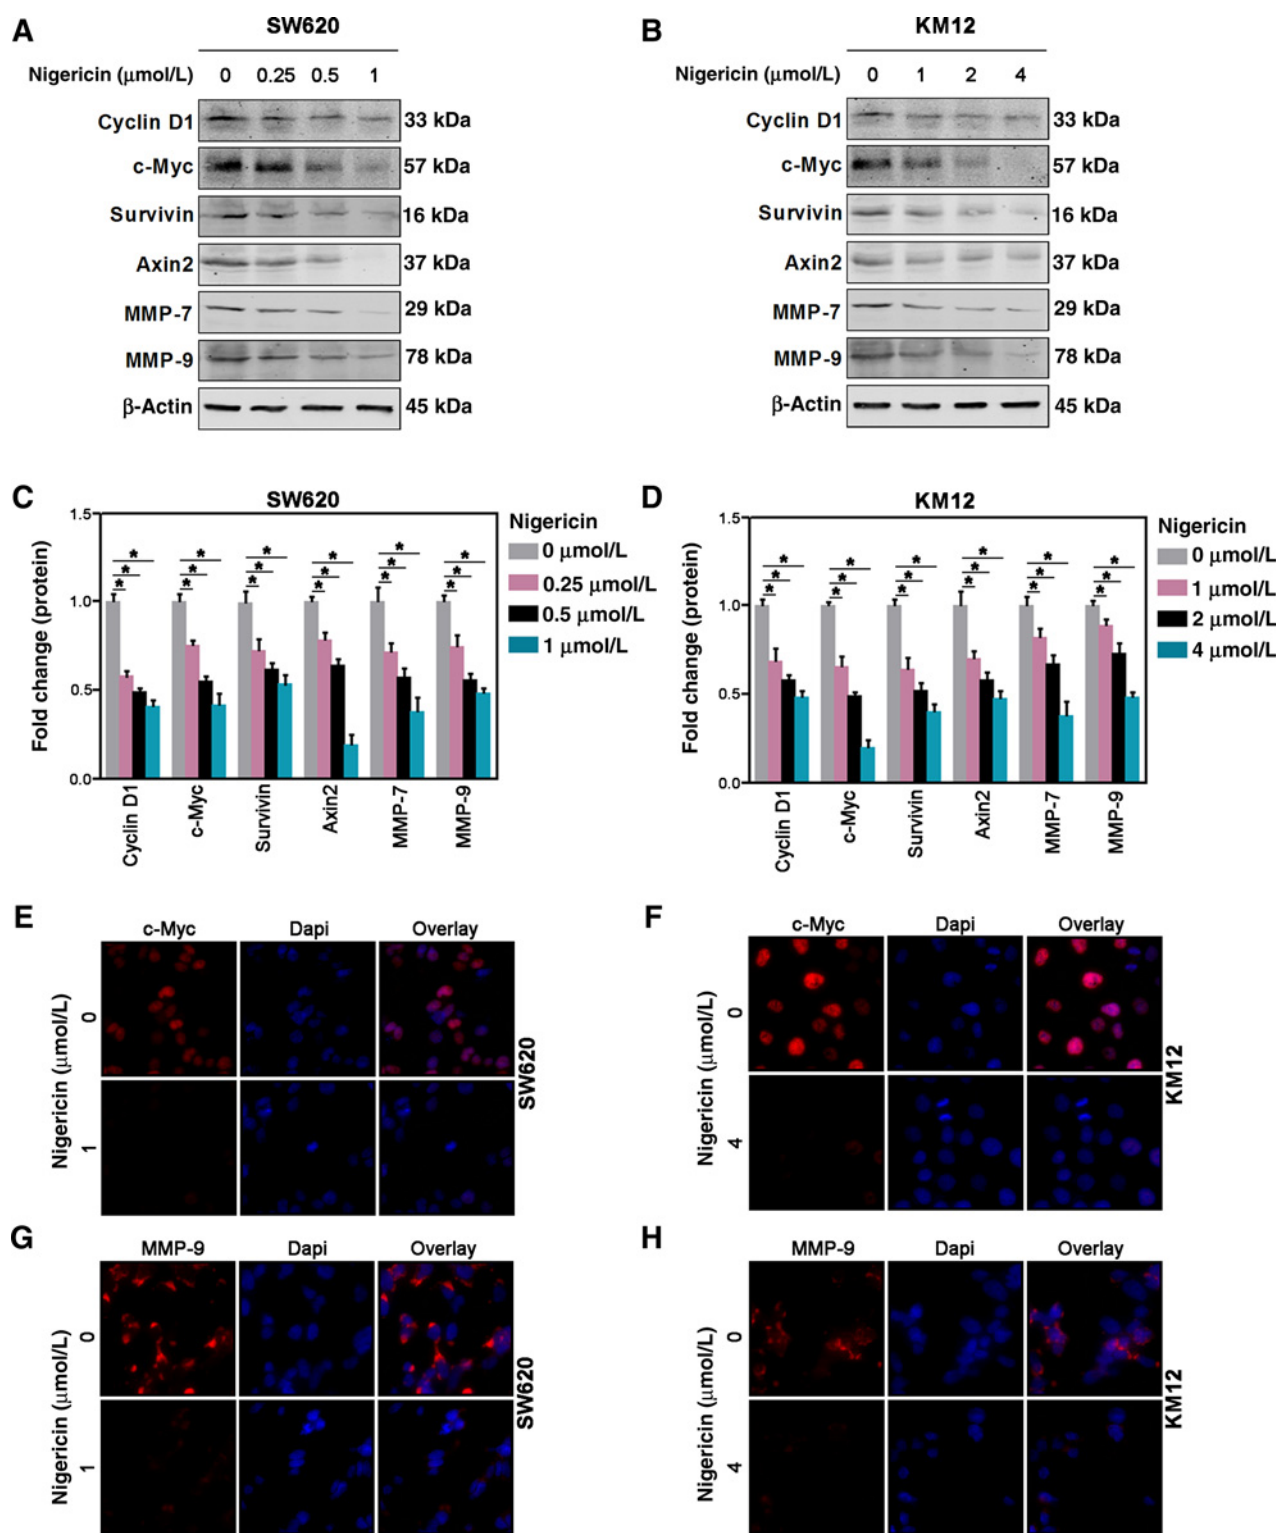 A
SW620
Nigericin (μmol/L) 0 0.25 0.5 1
Cyclin D1 33 kDa
c-Myc 57 kDa
Survivin 16 kDa
Axin2 37 kDa
MMP-7 29 kDa
MMP-9 78 kDa
β-Actin 45 kDa
B
KM12
Nigericin (μmol/L) 0 1 2 4
Cyclin D1 33 kDa
c-Myc 57 kDa
Survivin 16 kDa
Axin2 37 kDa
MMP-7 29 kDa
MMP-9 78 kDa
β-Actin 45 kDa
C
SW620
Fold change (protein)
1.5
1.0
0.5
0.0
* * * * * *
* * * * * *
* * * * * *
Cyclin D1
c-Myc
Survivin
Axin2
MMP-7
MMP-9
Nigericin
0 μmol/L
0.25 μmol/L
0.5 μmol/L
1 μmol/L
D
KM12
Fold change (protein)
1.5
1.0
0.5
0.0
* * * * * *
* * * * * *
* * * * * *
Cyclin D1
c-Myc
Survivin
Axin2
MMP-7
MMP-9
Nigericin
0 μmol/L
1 μmol/L
2 μmol/L
4 μmol/L
E
c-Myc Dapi Overlay
Nigericin (μmol/L)
0
1
SW620
F
c-Myc Dapi Overlay
Nigericin (μmol/L)
0
4
KM12
G
MMP-9 Dapi Overlay
Nigericin (μmol/L)
0
1
SW620
H
MMP-9 Dapi Overlay
Nigericin (μmol/L)
0
4
KM12